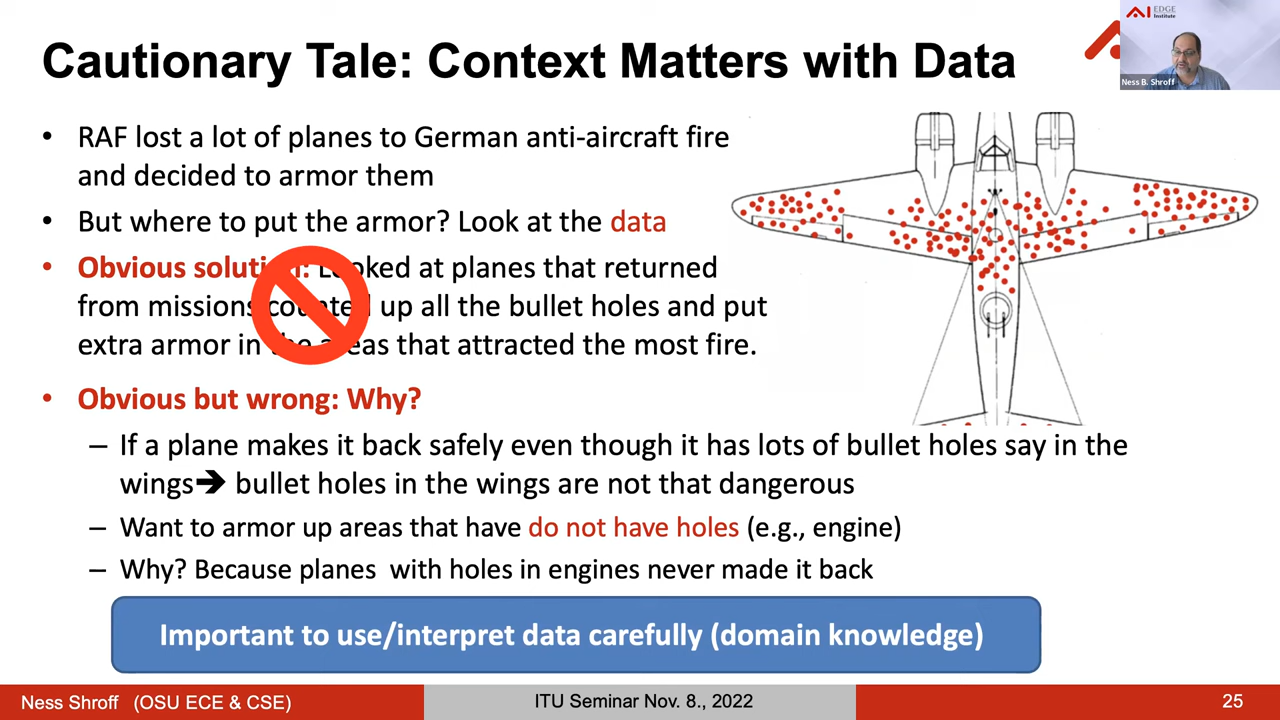 Cautionary Tale: Context Matters with Data
AI EDGE
Institute
Ness B. Shroff
• RAF lost a lot of planes to German anti-aircraft fire
and decided to armor them
• But where to put the armor? Look at the data
• Obvious solution: Looked at planes that returned
from missions counted up all the bullet holes and put
extra armor in the areas that attracted the most fire.
• Obvious but wrong: Why?
– If a plane makes it back safely even though it has lots of bullet holes say in the
wings➔ bullet holes in the wings are not that dangerous
– Want to armor up areas that have do not have holes (e.g., engine)
– Why? Because planes with holes in engines never made it back
Important to use/interpret data carefully (domain knowledge)
Ness Shroff (OSU ECE & CSE)
ITU Seminar Nov. 8., 2022
25